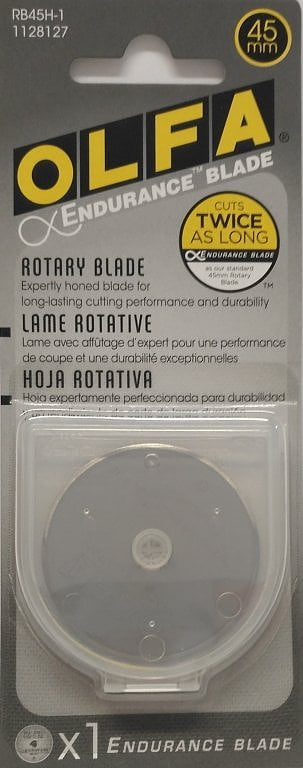 RB45H-1
1128127
45
mm
OLFA
ENDURANCE™ BLADE
CUTS
TWICE
AS LONG
ENDURANCE BLADE
as our standard
45mm Rotary
Blade
™
ROTARY BLADE
Expertly honed blade for
long-lasting cutting performance and durability
LAME ROTATIVE
Lame avec affûtage d'expert pour une performance
de coupe et une durabilité exceptionnelles
HOJA ROTATIVA
Hoja expertamente perfeccionada para durabilidad
x1 ENDURANCE BLADE